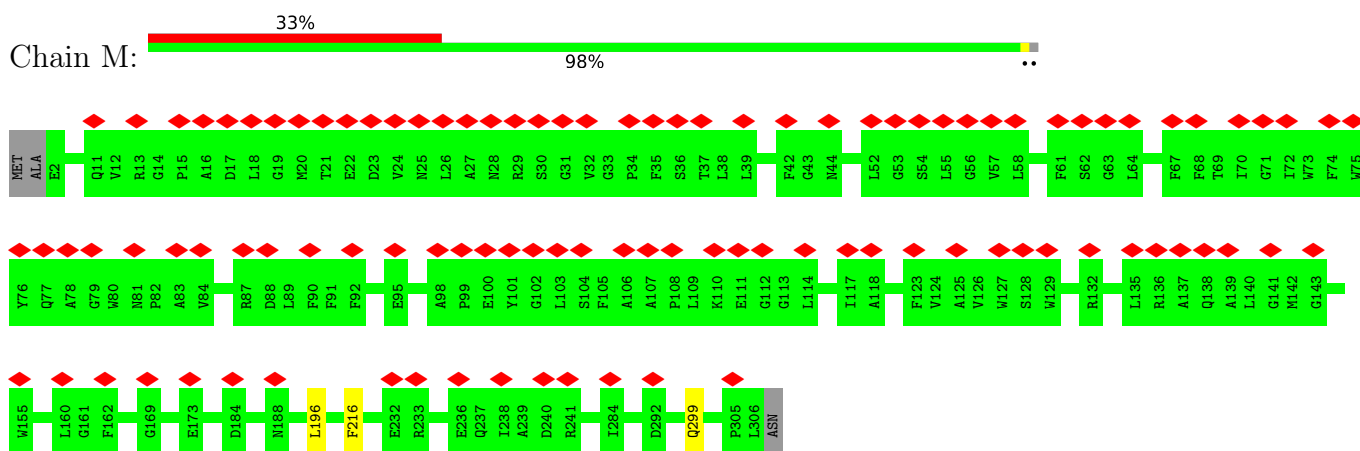 33%
Chain M:
98%
••
MET ALA E2 Q11 V12 R13 G14 P15 A16 D17 L18 G19 M20 T21 E22 D23 V24 N25 L26 A27 N28 R29 S30 G31 V32 G33 P34 F35 S36 T37 L38 L39 F42 G43 N44 L52 G53 S54 L55 G56 V57 L58 F61 S62 G63 L64 F67 F68 T69 I70 G71 I72 W73 F74 W75
Y76 Q77 A78 G79 W80 N81 P82 A83 V84 R87 D88 L89 F90 F91 F92 E95 A98 P99 E100 Y101 G102 L103 S104 F105 A106 A107 P108 L109 K110 E111 G112 G113 L114 I117 A118 F123 V124 A125 V126 W127 S128 W129 R132 L135 R136 A137 Q138 A139 L140 G141 M142 G143
W155 L160 G161 F162 G169 E173 D184 N188 L196 F216 E232 R233 E236 Q237 I238 A239 D240 R241 I284 D292 Q299 P305 L306 ASN